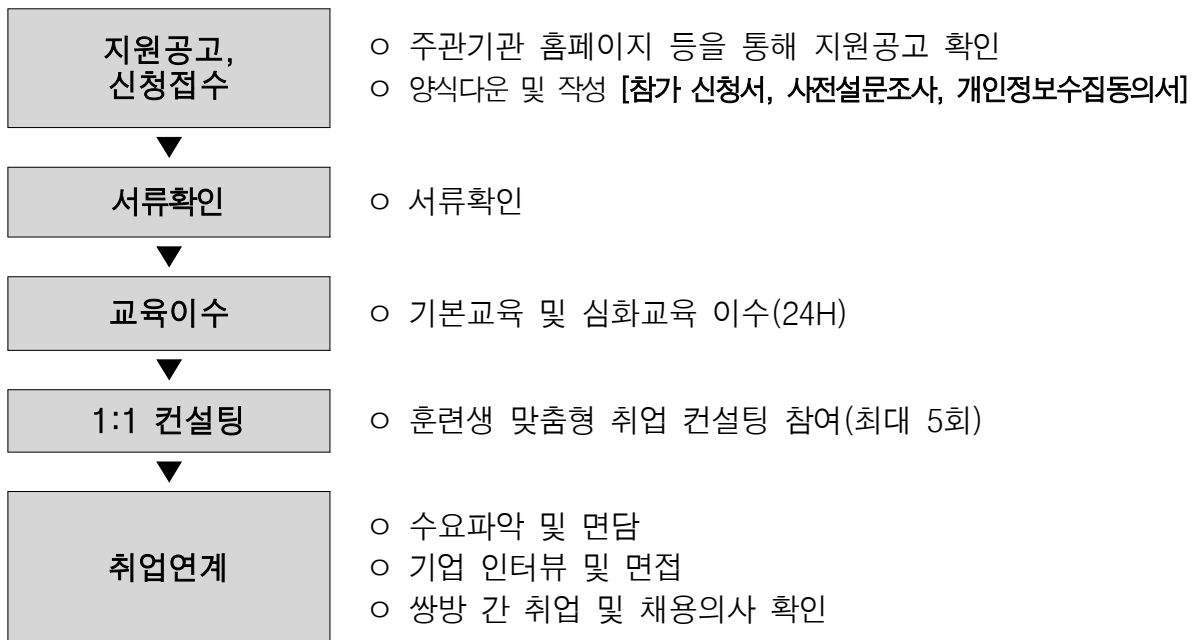 지원공고,
신청접수
ㅇ 주관기관 홈페이지 등을 통해 지원공고 확인
ㅇ 양식다운 및 작성 [참가 신청서, 사전설문조사, 개인정보수집동의서]
▼
서류확인
ㅇ 서류확인
▼
교육이수
ㅇ 기본교육 및 심화교육 이수(24H)
▼
1:1 컨설팅
ㅇ 훈련생 맞춤형 취업 컨설팅 참여(최대 5회)
▼
취업연계
ㅇ 수요파악 및 면담
ㅇ 기업 인터뷰 및 면접
ㅇ 쌍방 간 취업 및 채용의사 확인